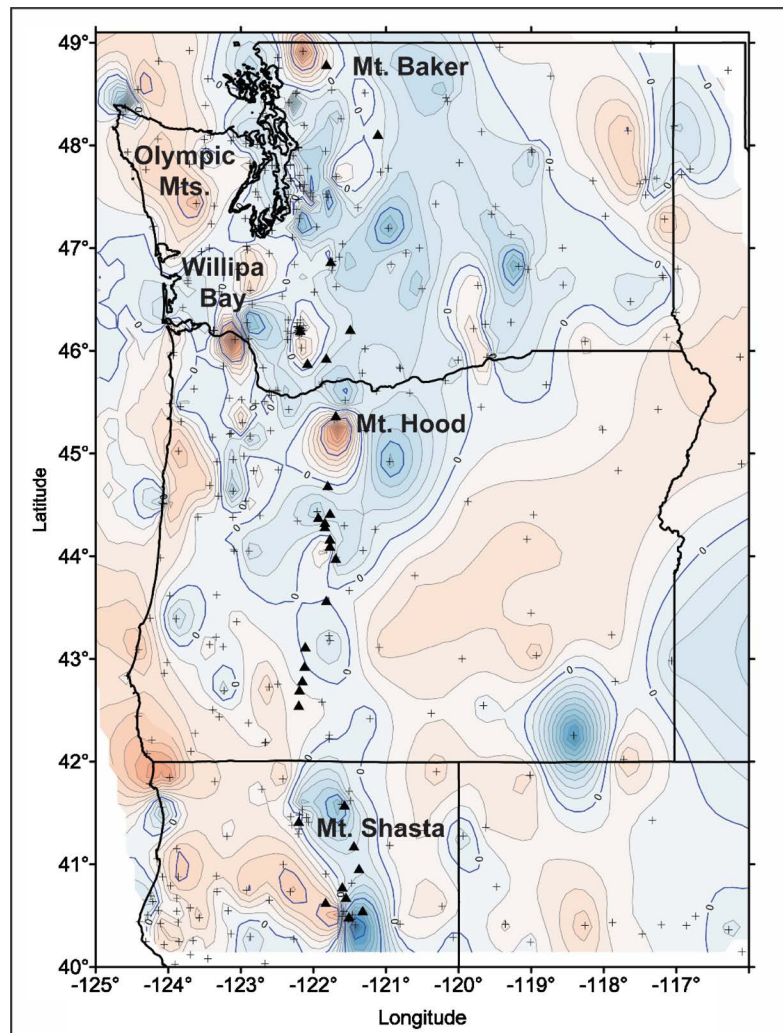 49°
Mt. Baker
48°
Olympic
Mts.
47°
Willipa
Bay
46°
Mt. Hood
45°
Latitude
44°
43°
42°
Mt. Shasta
41°
40°
-125° -124° -123° -122° -121° -120° -119° -118° -117°
Longitude